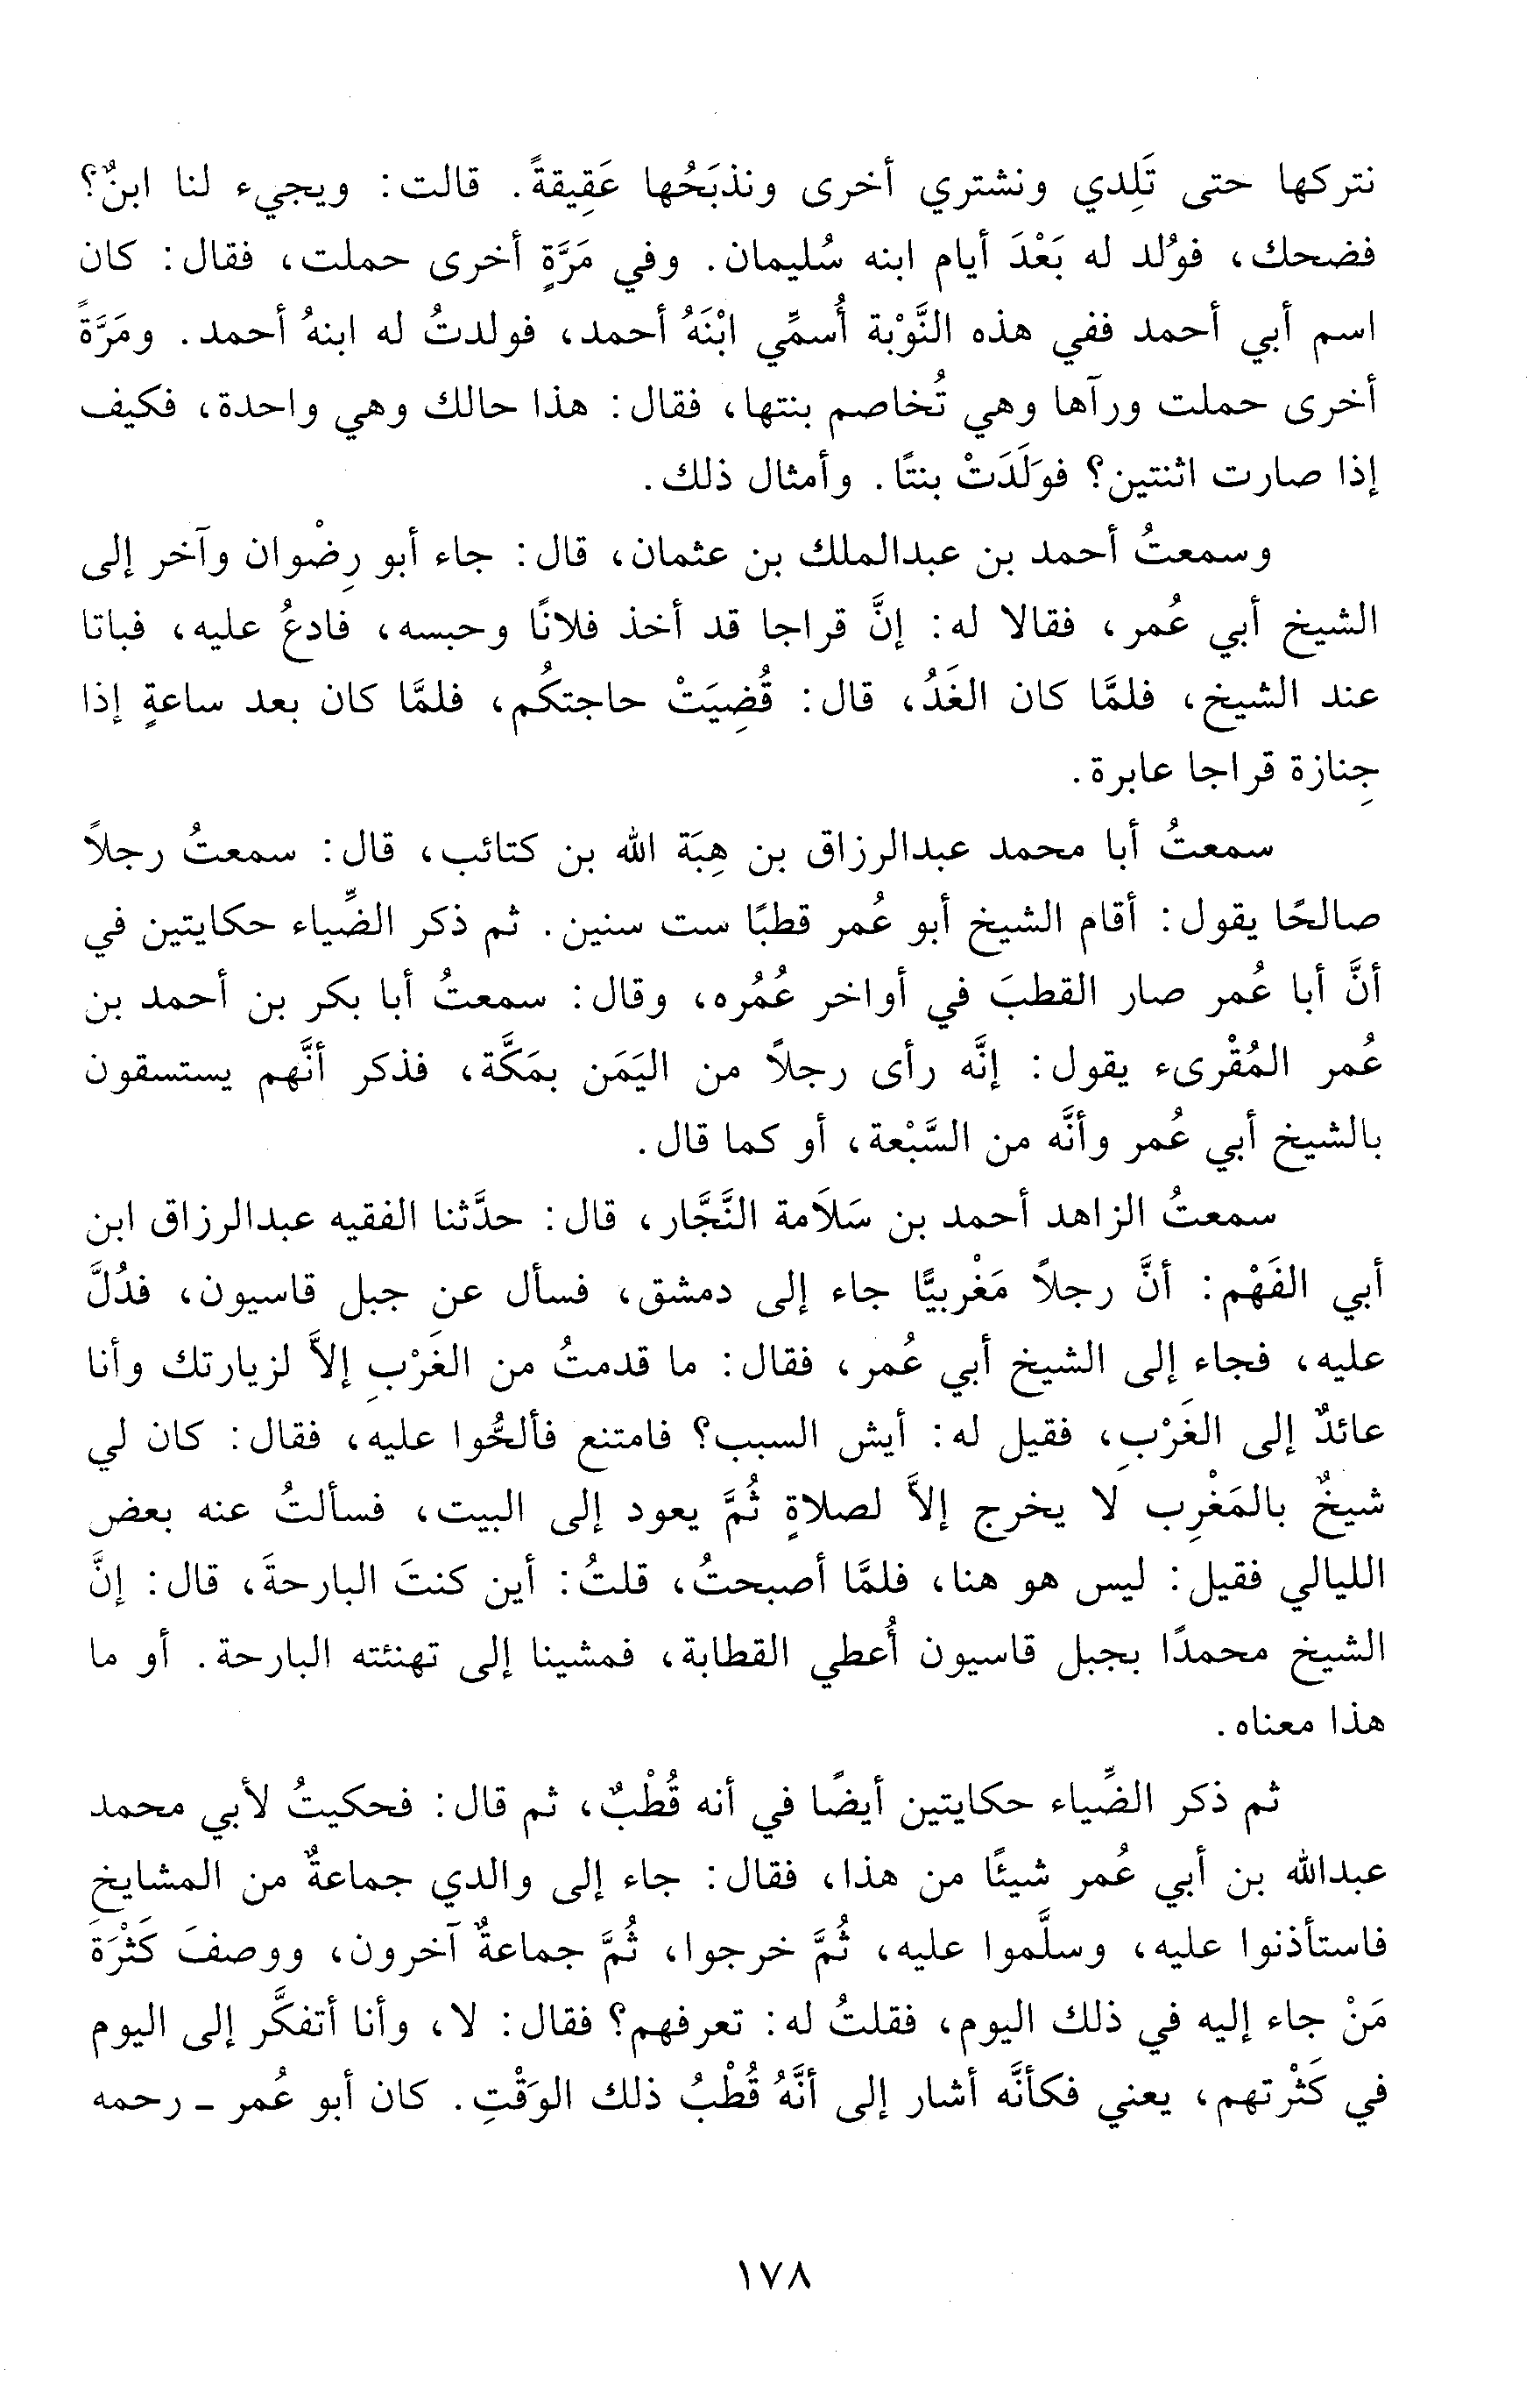 نتركها حتى تَلِدي ونشتري أخرى ونذبَحُها عَقِيقةً. قالت: ويجيء لنا ابنٌ؟
فضحك، فوُلد له بَعْدَ أيام ابنه سُليمان. وفي مَرَّةٍ أخرى حملت، فقال: كان
اسم أبي أحمد ففي هذه النَّوْبة أُسمِّي ابْنَهُ أحمد، فولدتُ له ابنهُ أحمد. ومَرَّةً
أخرى حملت ورآها وهي تُخاصم بنتها، فقال: هذا حالك وهي واحدة، فكيف
إذا صارت اثنتين؟ فوَلَدَتْ بنتًا. وأمثال ذلك.
وسمعتُ أحمد بن عبدالملك بن عثمان، قال: جاء أبو رِضْوان وآخر إلى
الشيخ أبي عُمر، فقالا له: إنَّ قراجا قد أخذ فلانًا وحبسه، فادعُ عليه، فباتا
عند الشيخ، فلمَّا كان الغَدُ، قال: قُضِيَتْ حاجتكُم، فلمَّا كان بعد ساعةٍ إذا
جِنازة قراجا عابرة.
سمعتُ أبا محمد عبدالرزاق بن هِبَة الله بن كتائب، قال: سمعتُ رجلاً
صالحًا يقول: أقام الشيخ أبو عُمر قطبًا ست سنين. ثم ذكر الضِّياء حكايتين في
أنَّ أبا عُمر صار القطبَ في أواخر عُمُره، وقال: سمعتُ أبا بكر بن أحمد بن
عُمر المُقْرىء يقول: إنَّه رأى رجلاً من اليَمَن بمَكَّة، فذكر أنَّهم يستسقون
بالشيخ أبي عُمر وأنَّه من السَّبْعة، أو كما قال.
سمعتُ الزاهد أحمد بن سَلاَمة النَّجَّار، قال: حدَّثنا الفقيه عبدالرزاق ابن
أبي الفَهْم: أنَّ رجلاً مَغْربيًّا جاء إلى دمشق، فسأل عن جبل قاسيون، فدُلَّ
عليه، فجاء إلى الشيخ أبي عُمر، فقال: ما قدمتُ من الغَرْبِ إلاَّ لزيارتك وأنا
عائدٌ إلى الغَرْبِ، فقيل له: أيش السبب؟ فامتنع فألحُّوا عليه، فقال: كان لي
شيخٌ بالمَغْرِب لا يخرج إلاَّ لصلاةٍ ثُمَّ يعود إلى البيت، فسألتُ عنه بعض
الليالي فقيل: ليس هو هنا، فلمَّا أصبحتُ، قلتُ: أين كنتَ البارحةَ، قال: إنَّ
الشيخ محمدًا بجبل قاسيون أُعطي القطابة، فمشينا إلى تهنئته البارحة. أو ما
هذا معناه.
ثم ذكر الضِّياء حكايتين أيضًا في أنه قُطْبٌ، ثم قال: فحكيتُ لأبي محمد
عبدالله بن أبي عُمر شيئًا من هذا، فقال: جاء إلى والدي جماعةٌ من المشايخِ
فاستأذنوا عليه، وسلَّموا عليه، ثُمَّ خرجوا، ثُمَّ جماعةٌ آخرون، ووصفَ كَثْرَةَ
مَنْ جاء إليه في ذلك اليوم، فقلتُ له: تعرفهم؟ فقال: لا، وأنا أتفكَّر إلى اليوم
في كَثْرتهم، يعني فكأنَّه أشار إلى أنَّهُ قُطْبُ ذلك الوَقْتِ. كان أبو عُمر ـ رحمه
١٧٨